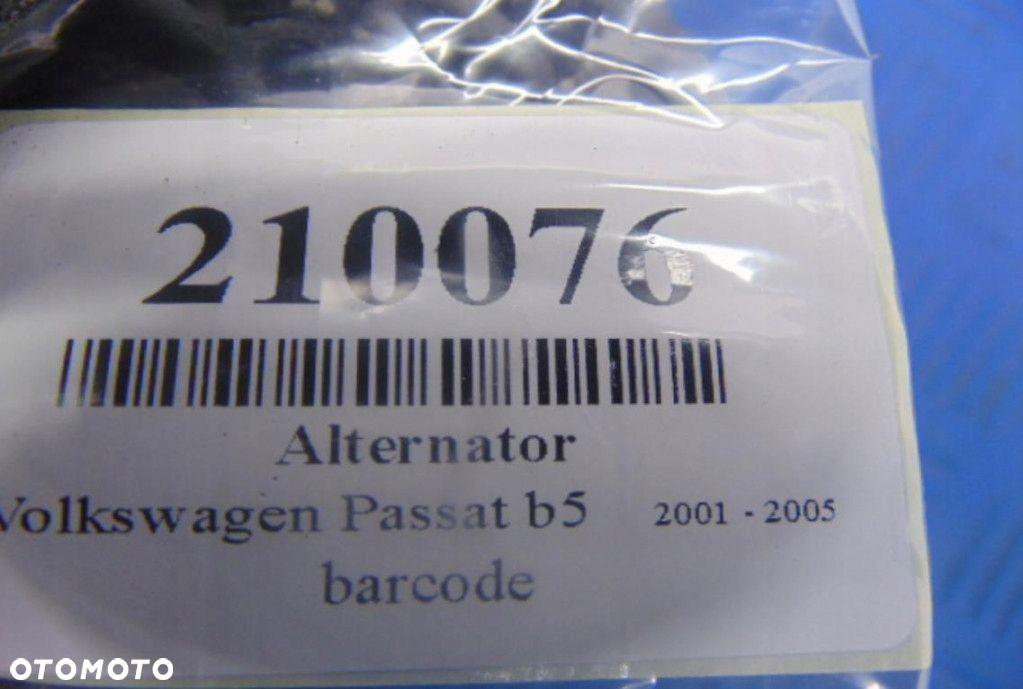 210076
Alternator
Volkswagen Passat b5 2001 - 2005
barcode
OTOMOTO